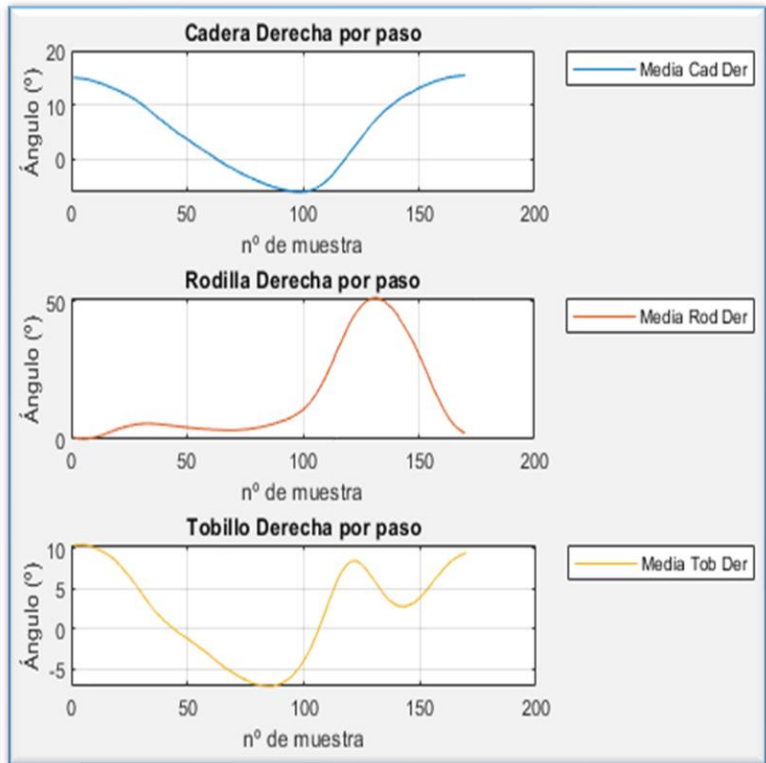 Cadera Derecha por paso
20
10
0
Ángulo (º)
0 50 100 150 200
nº de muestra
Media Cad Der
Rodilla Derecha por paso
50
0
Ángulo (º)
0 50 100 150 200
nº de muestra
Media Rod Der
Tobillo Derecha por paso
10
5
0
-5
Ángulo (º)
0 50 100 150 200
nº de muestra
Media Tob Der